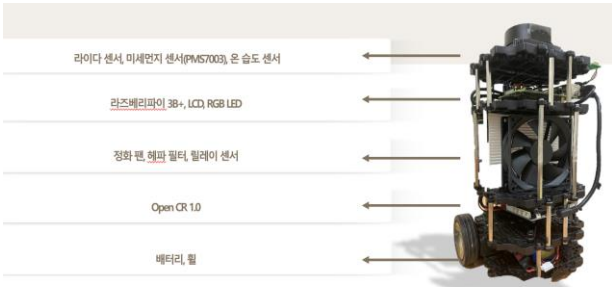 라이다 센서, 미세먼지 센서(PMS7003), 온 습도 센서
라즈베리파이 3B+, LCD, RGB LED
정화 팬, 헤파 필터, 릴레이 센서
Open CR 1.0
배터리, 휠